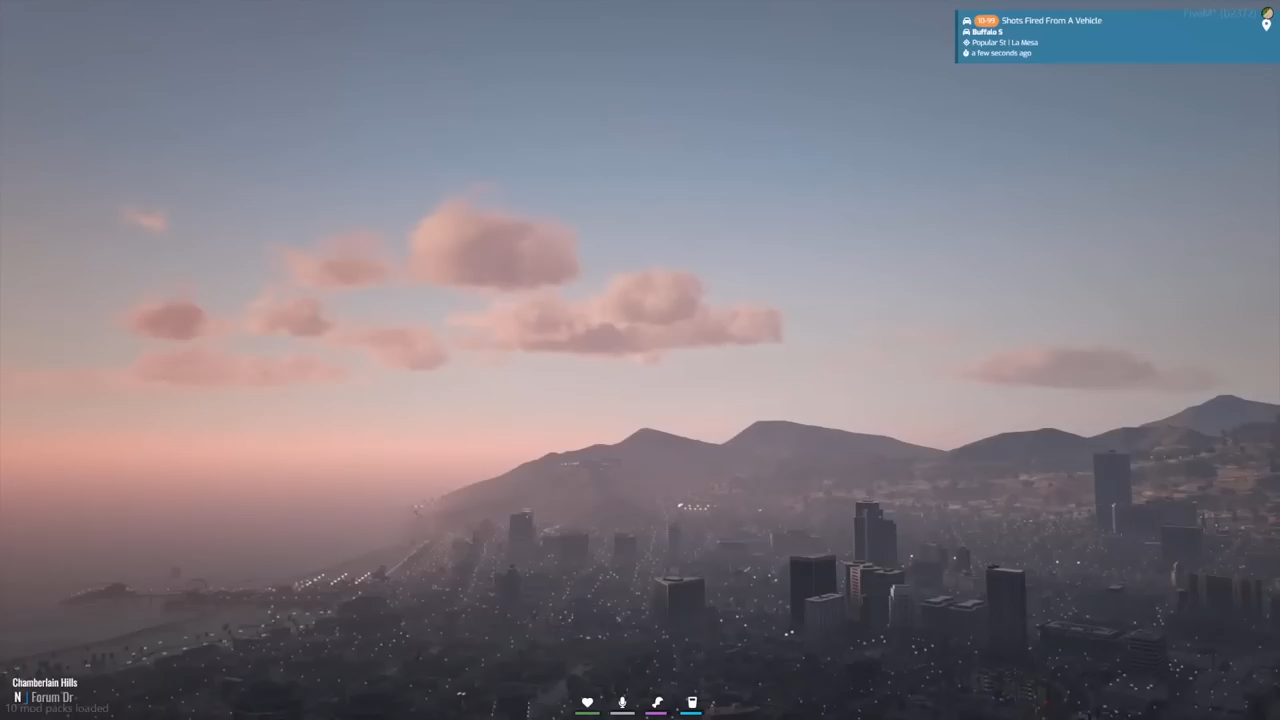 10-99 Shots Fired From A Vehicle
Buffalo S
Popular St | La Mesa
a few seconds ago
Chamberlain Hills
N | Forum Dr
10 mod packs loaded